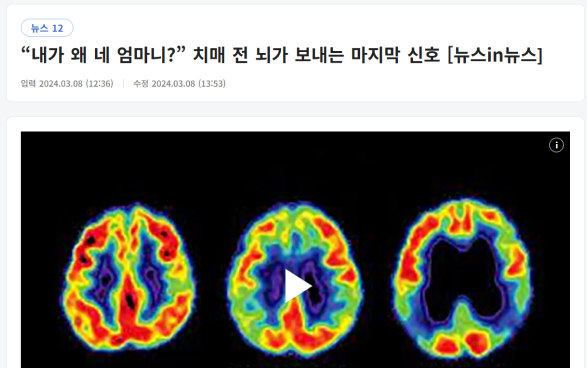 뉴스 12
“내가 왜 네 엄마니?” 치매 전 뇌가 보내는 마지막 신호 [뉴스in뉴스]
입력 2024.03.08 (12:36) 수정 2024.03.08 (13:53)